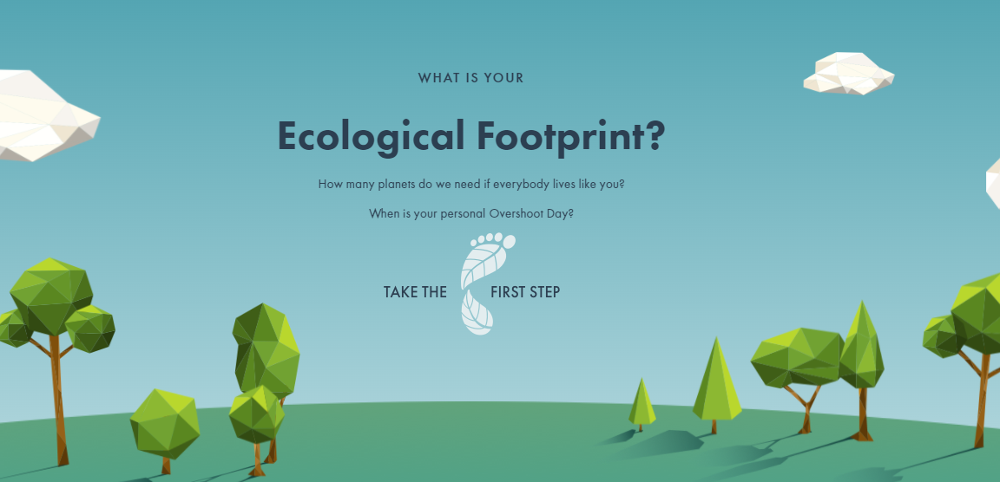 WHAT IS YOUR
Ecological Footprint?
How many planets do we need if everybody lives like you?
When is your personal Overshoot Day?
TAKE THE FIRST STEP